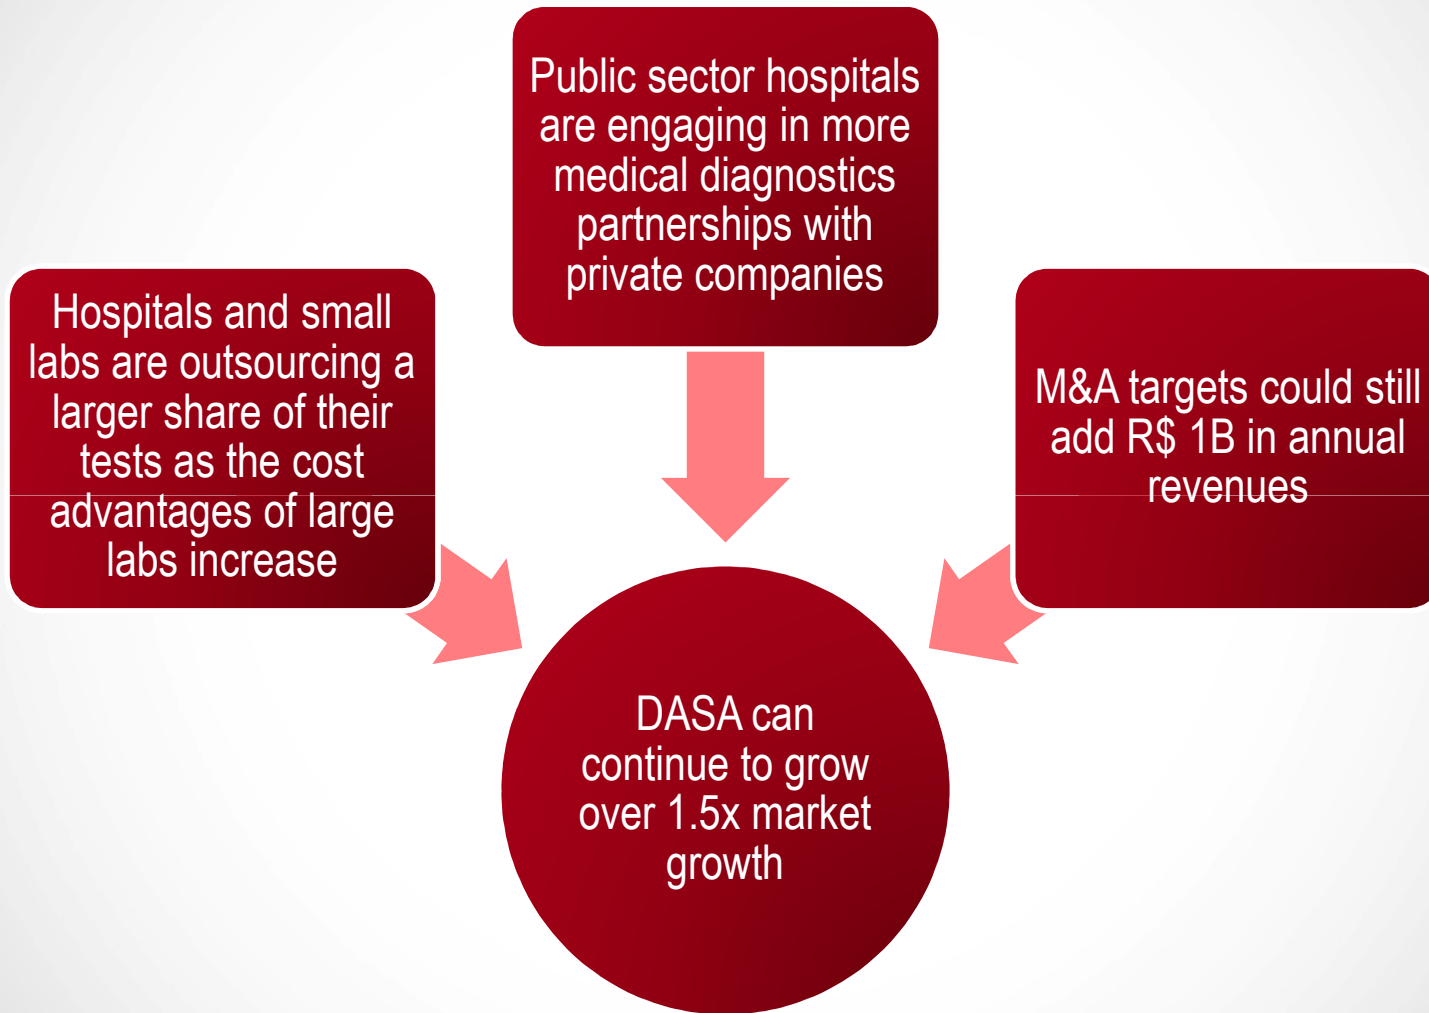 Public sector hospitals
are engaging in more
medical diagnostics
partnerships with
private companies
Hospitals and small
labs are outsourcing a
larger share of their
tests as the cost
advantages of large
labs increase
M&A targets could still
add R$ 1B in annual
revenues
DASA can
continue to grow
over 1.5x market
growth